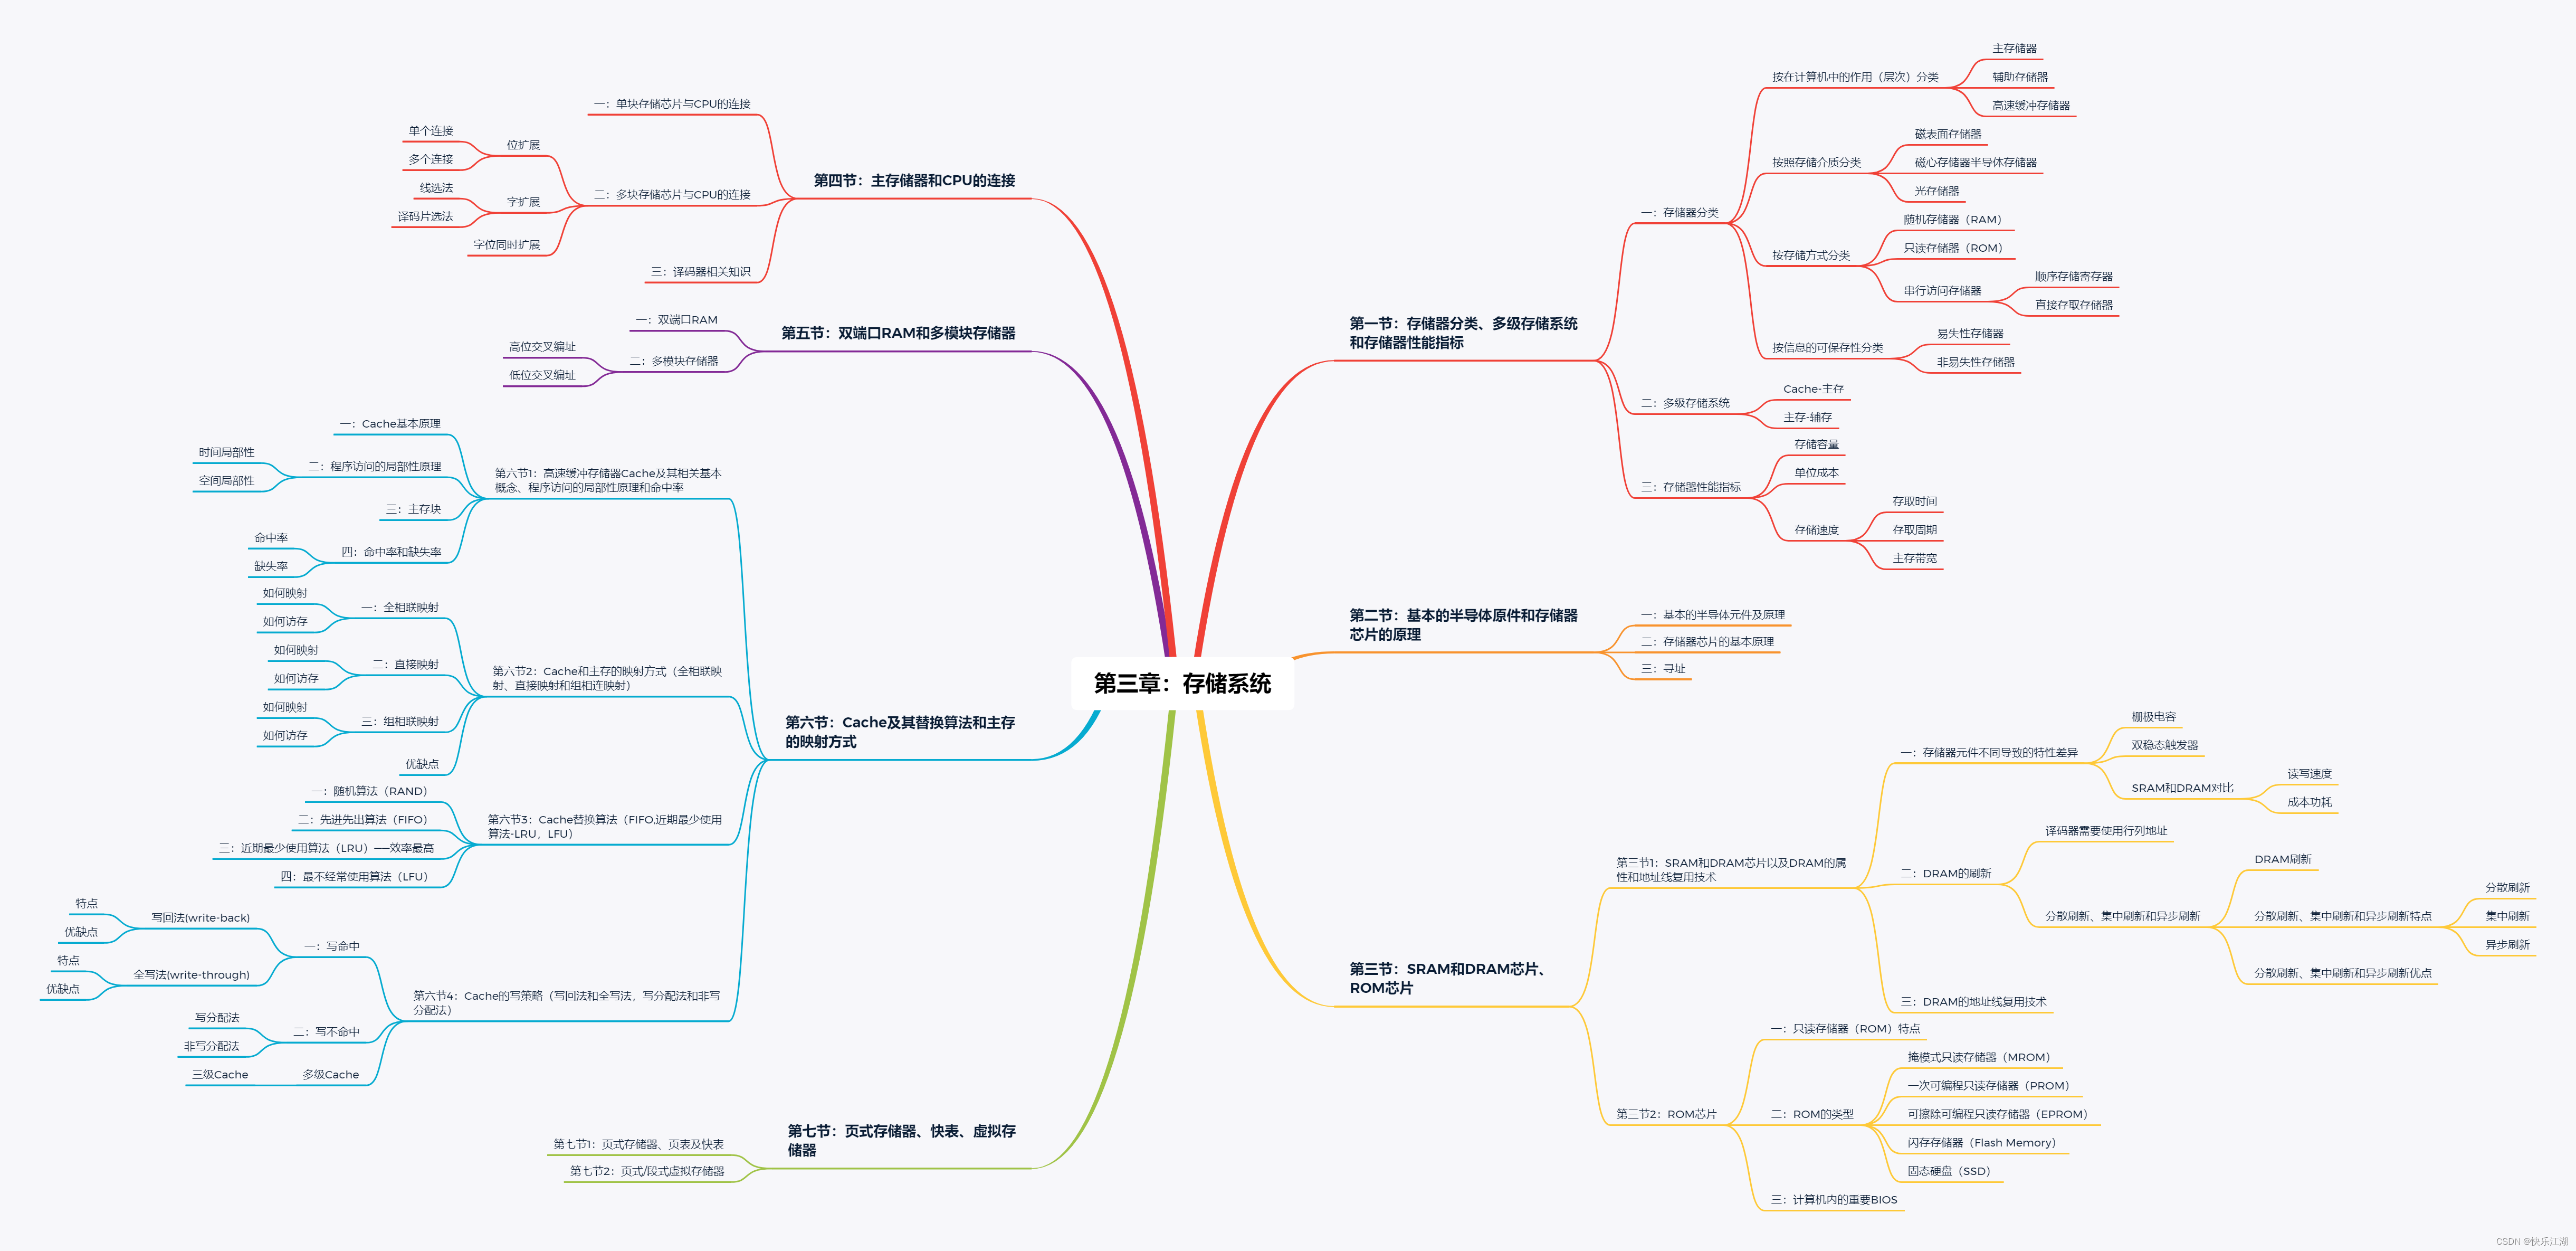 第三章：存储系统
第一节：存储器分类、多级存储系统
和存储器性能指标
一：存储器分类
按在计算机中的作用（层次）分类
主存储器
辅助存储器
高速缓冲存储器
按照存储介质分类
磁表面存储器
磁心存储器半导体存储器
光存储器
按存储方式分类
随机存储器（RAM）
只读存储器（ROM）
串行访问存储器
顺序存储寄存器
直接存取存储器
按信息的可保存性分类
易失性存储器
非易失性存储器
二：多级存储系统
Cache-主存
主存-辅存
三：存储器性能指标
存储容量
单位成本
存储速度
存取时间
存取周期
主存带宽
第二节：基本的半导体原件和存储器
芯片的原理
一：基本的半导体元件及原理
二：存储器芯片的基本原理
三：寻址
第三节：SRAM和DRAM芯片、
ROM芯片
第三节1：SRAM和DRAM芯片以及DRAM的属
性和地址线复用技术
一：存储器元件不同导致的特性差异
栅极电容
双稳态触发器
SRAM和DRAM对比
读写速度
成本功耗
二：DRAM的刷新
译码器需要使用行列地址
分散刷新、集中刷新和异步刷新
DRAM刷新
分散刷新、集中刷新和异步刷新特点
分散刷新
集中刷新
异步刷新
分散刷新、集中刷新和异步刷新优点
三：DRAM的地址线复用技术
第三节2：ROM芯片
一：只读存储器（ROM）特点
二：ROM的类型
掩模式只读存储器（MROM）
一次可编程只读存储器（PROM）
可擦除可编程只读存储器（EPROM）
闪存存储器（Flash Memory）
固态硬盘（SSD）
三：计算机内的重要BIOS
第四节：主存储器和CPU的连接
一：单块存储芯片与CPU的连接
二：多块存储芯片与CPU的连接
位扩展
单个连接
多个连接
字扩展
线选法
译码片选法
字位同时扩展
三：译码器相关知识
第五节：双端口RAM和多模块存储器
一：双端口RAM
二：多模块存储器
高位交叉编址
低位交叉编址
第六节：Cache及其替换算法和主存
的映射方式
第六节1：高速缓冲存储器Cache及其相关基本
概念、程序访问的局部性原理和命中率
一：Cache基本原理
二：程序访问的局部性原理
时间局部性
空间局部性
三：主存块
四：命中率和缺失率
命中率
缺失率
第六节2：Cache和主存的映射方式（全相联映
射、直接映射和组相连映射）
一：全相联映射
如何映射
如何访存
二：直接映射
如何映射
如何访存
三：组相联映射
如何映射
如何访存
优缺点
第六节3：Cache替换算法（FIFO,近期最少使用
算法-LRU，LFU）
一：随机算法（RAND）
二：先进先出算法（FIFO）
三：近期最少使用算法（LRU）——效率最高
四：最不经常使用算法（LFU）
第六节4：Cache的写策略（写回法和全写法，写分配法和非写
分配法）
一：写命中
写回法(write-back)
特点
优缺点
全写法(write-through)
特点
优缺点
二：写不命中
写分配法
非写分配法
多级Cache
三级Cache
第七节：页式存储器、快表、虚拟存
储器
第七节1：页式存储器、页表及快表
第七节2：页式/段式虚拟存储器
CSDN @快乐江湖